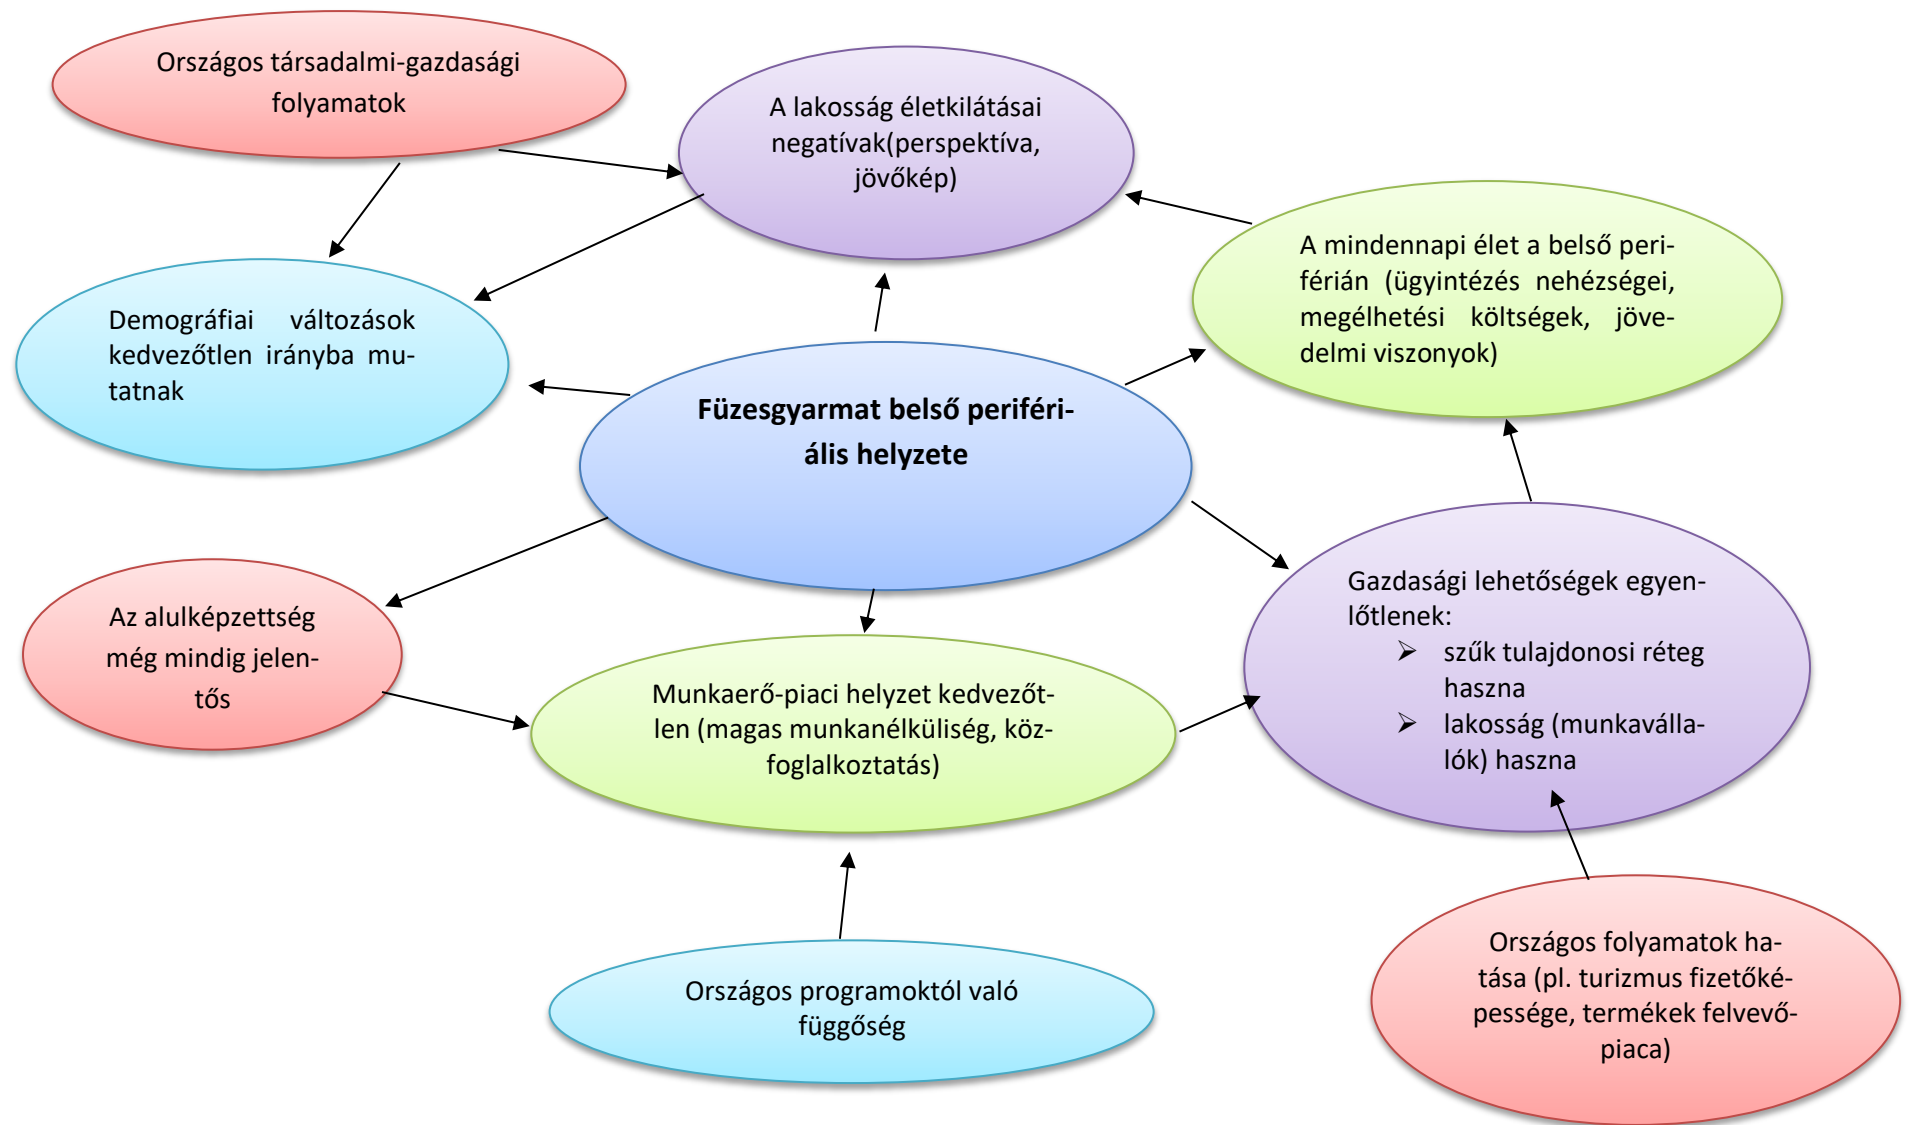 Országos társadalmi-gazdasági
folyamatok
A lakosság életkilátásai
negatívak(perspektíva,
jövőkép)
A mindennapi élet a belső peri-
férián (ügyintézés nehézségei,
megélhetési költségek, jöve-
delmi viszonyok)
Demográfiai változások
kedvezőtlen irányba mu-
tatnak
Füzesgyarmat belső periféri-
ális helyzete
Az alulképzettség
még mindig jelen-
tős
Gazdasági lehetőségek egyen-
lőtlenek:
➢ szűk tulajdonosi réteg
haszna
➢ lakosság (munkaválla-
lók) haszna
Munkaerő-piaci helyzet kedvezőt-
len (magas munkanélküliség, köz-
foglalkoztatás)
Országos programoktól való
függőség
Országos folyamatok ha-
tása (pl. turizmus fizetőké-
pessége, termékek felvevő-
piaca)